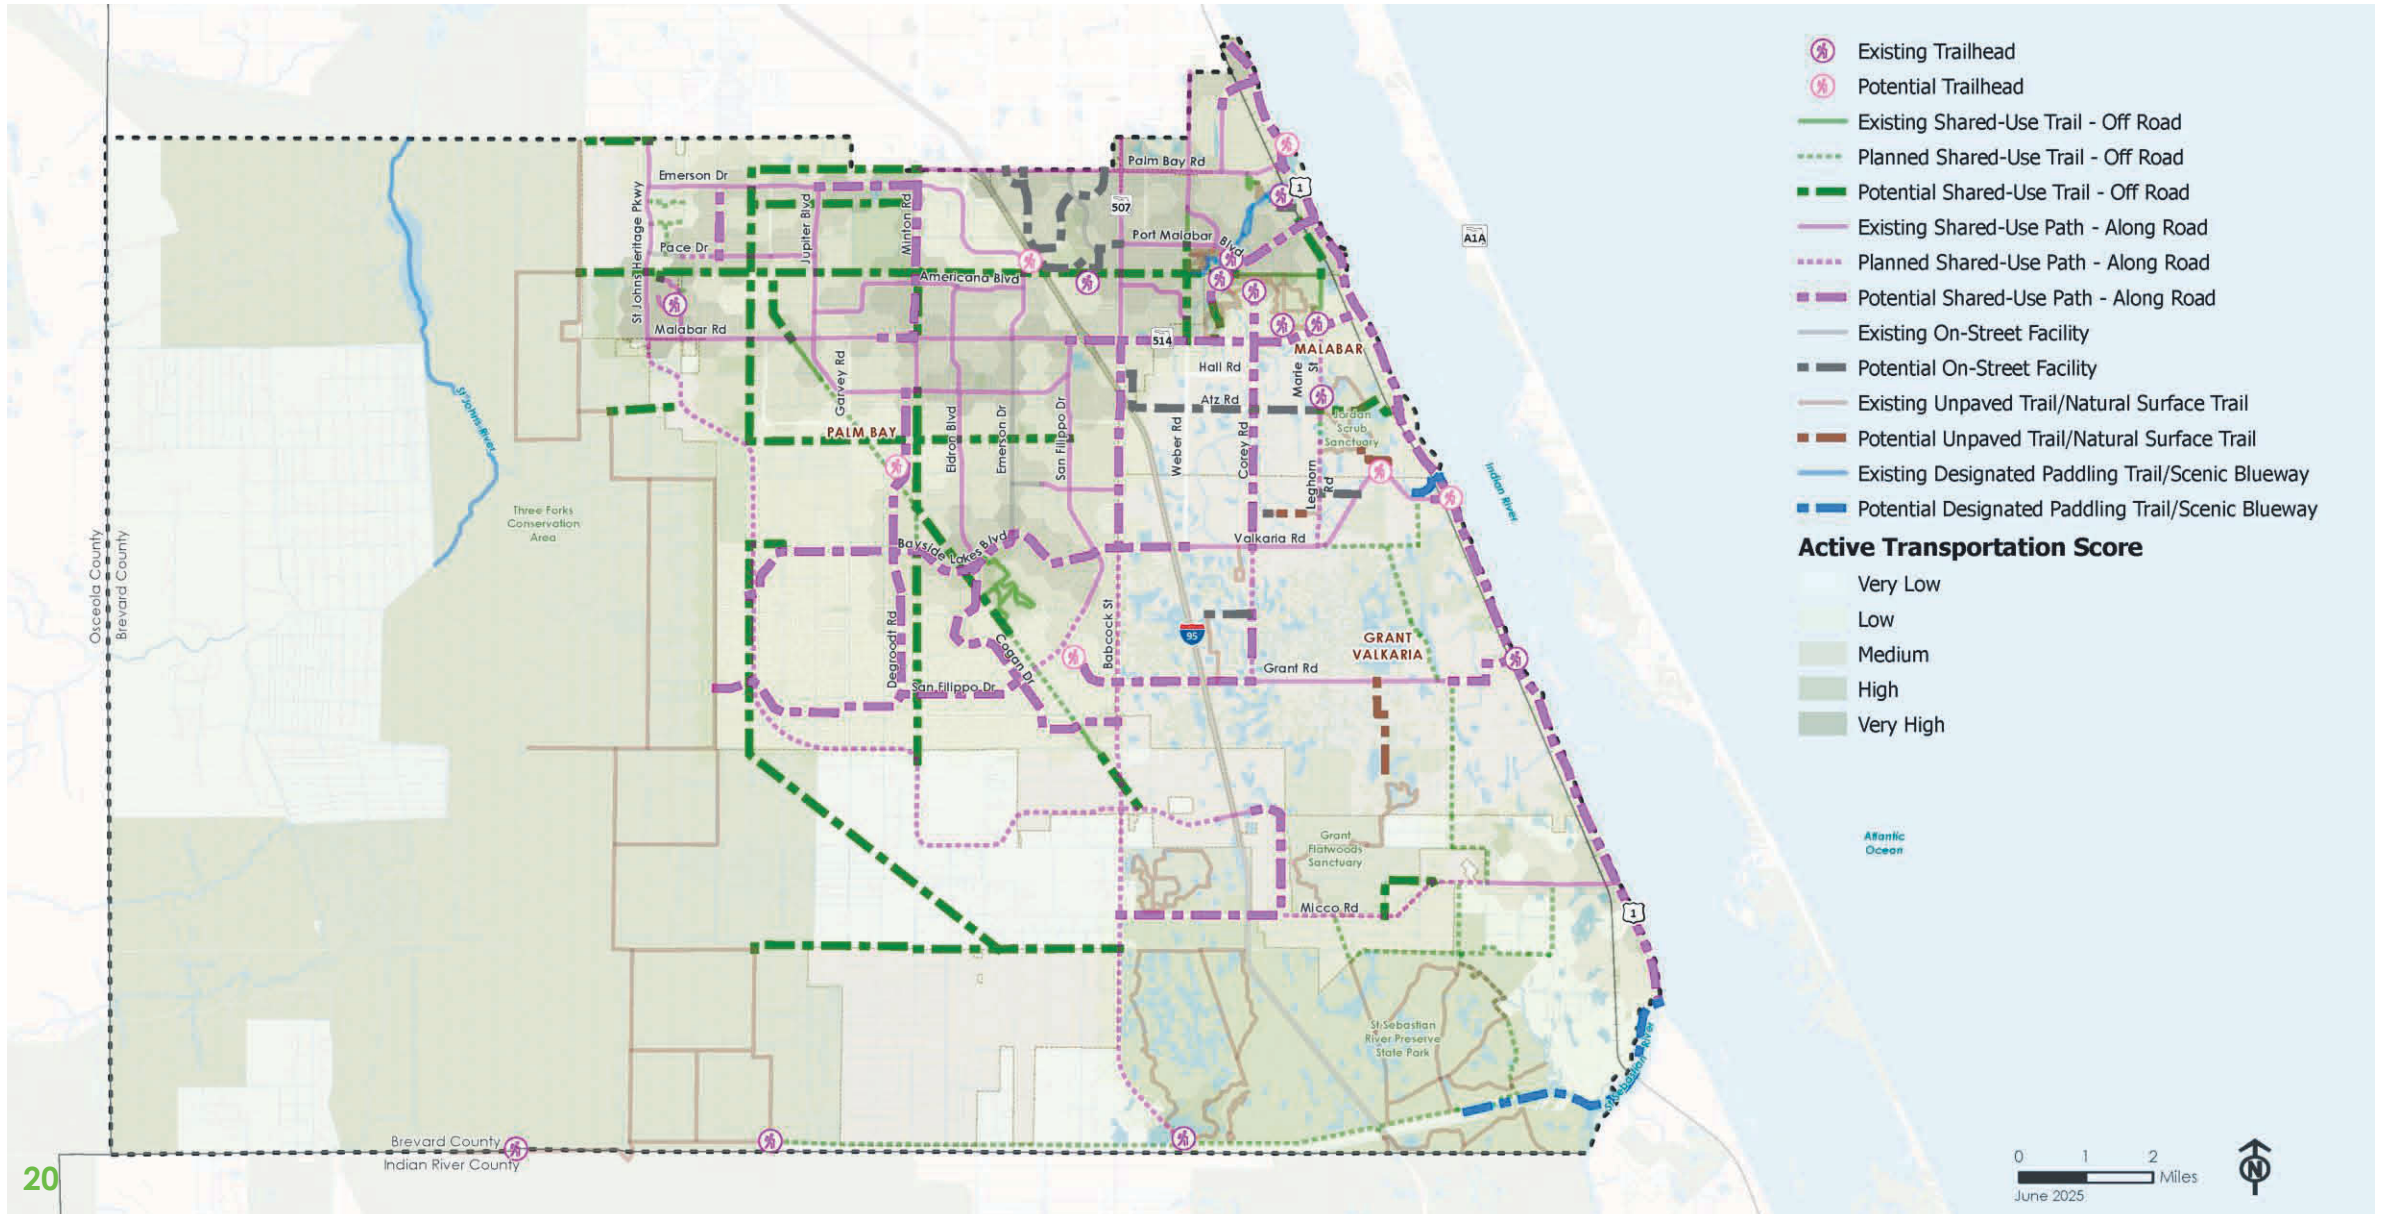 Existing Trailhead
Potential Trailhead
Existing Shared-Use Trail - Off Road
Planned Shared-Use Trail - Off Road
Potential Shared-Use Trail - Off Road
Existing Shared-Use Path - Along Road
Planned Shared-Use Path - Along Road
Potential Shared-Use Path - Along Road
Existing On-Street Facility
Potential On-Street Facility
Existing Unpaved Trail/Natural Surface Trail
Potential Unpaved Trail/Natural Surface Trail
Existing Designated Paddling Trail/Scenic Blueway
Potential Designated Paddling Trail/Scenic Blueway
Active Transportation Score
Very Low
Low
Medium
High
Very High
Palm Bay Rd
Emerson Dr
1
St Johns Heritage Pkwy
Jupiter Blvd
Minton Rd
507
A1A
Port Malabar Blvd
Pace Dr
Americana Blvd
Malabar Rd
514
MALABAR
Hall Rd
Marie St
Garvey Rd
Atz Rd
St Johns River
Jordan
Scrub
Sanctuary
PALM BAY
Eldron Blvd
Emerson Dr
San Filippo Dr
Weber Rd
Corey Rd
Leghorn Rd
Indian River
Three Forks
Conservation
Area
Osceola County
Brevard County
Bayside Lakes Blvd
Valkaria Rd
Degroodt Rd
Cogan Dr
Babcock St
95
GRANT
VALKARIA
Grant Rd
San Filippo Dr
Grant
Flatwoods
Sanctuary
Atlantic
Ocean
Micco Rd
1
St Sebastian
River Preserve
State Park
St Sebastian River
Brevard County
Indian River County
20
0 1 2
Miles
June 2025
N